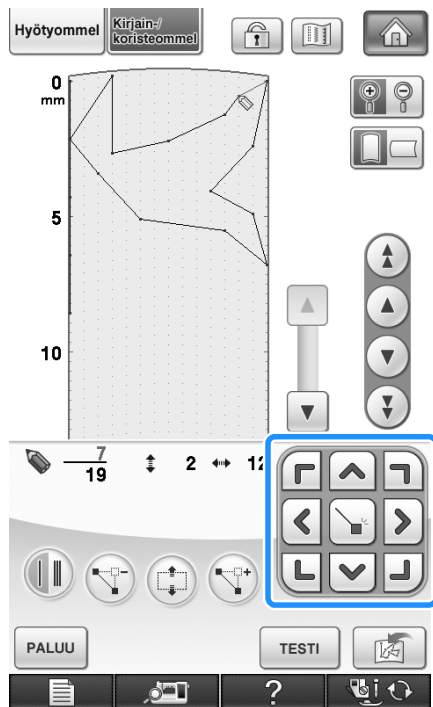 Hyötyommel
Kirjain-/
koristeommel
0
mm
5
10
7
19
2
12
PALUU
TESTI
?